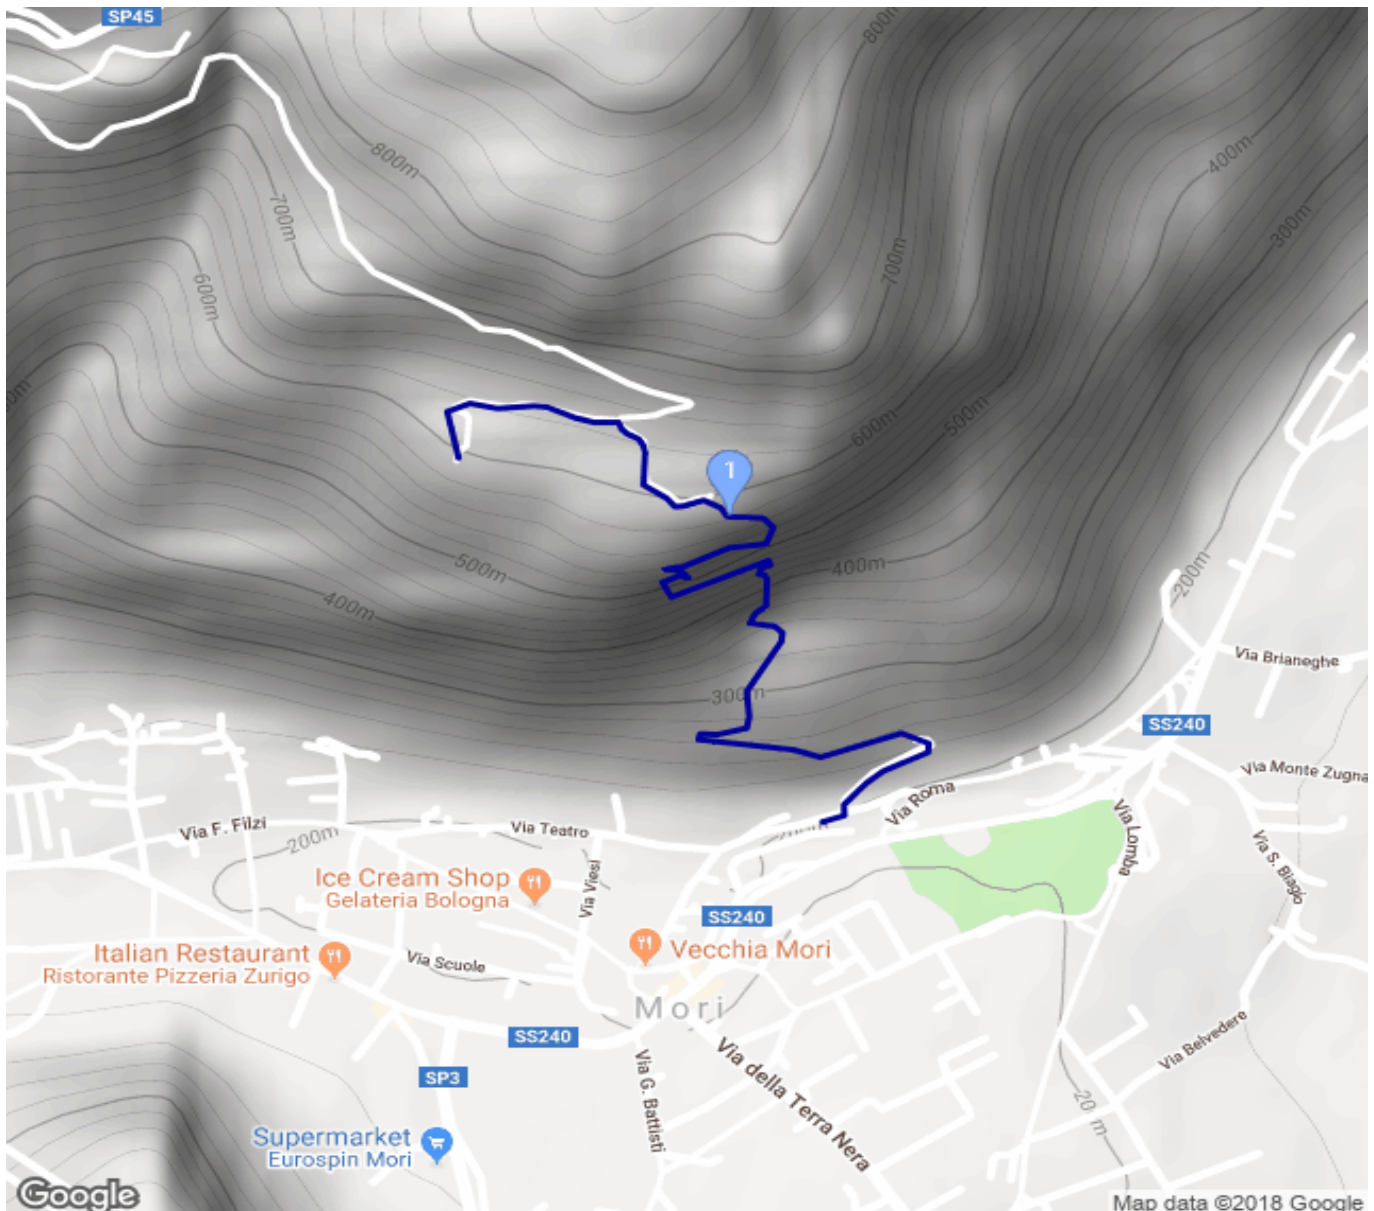 SP45
800m
800m
400m
700m
300m
700m
600m
600m
500m
1
500m
400m
400m
200m
Via Brianeghe
300m
SS240
Via Monte Zugna
Via Roma
Via F. Filzi
Via Teatro
200m
Via Lomba
Ice Cream Shop
Gelateria Bologna
Via Viesi
Via S. Biagio
SS240
Italian Restaurant
Ristorante Pizzeria Zurigo
Via Scuole
Vecchia Mori
Mori
SS240
Via Belvedere
SP3
Via G. Battisti
Via della Terra Nera
Supermarket
Eurospin Mori
Google
Map data ©2018 Google